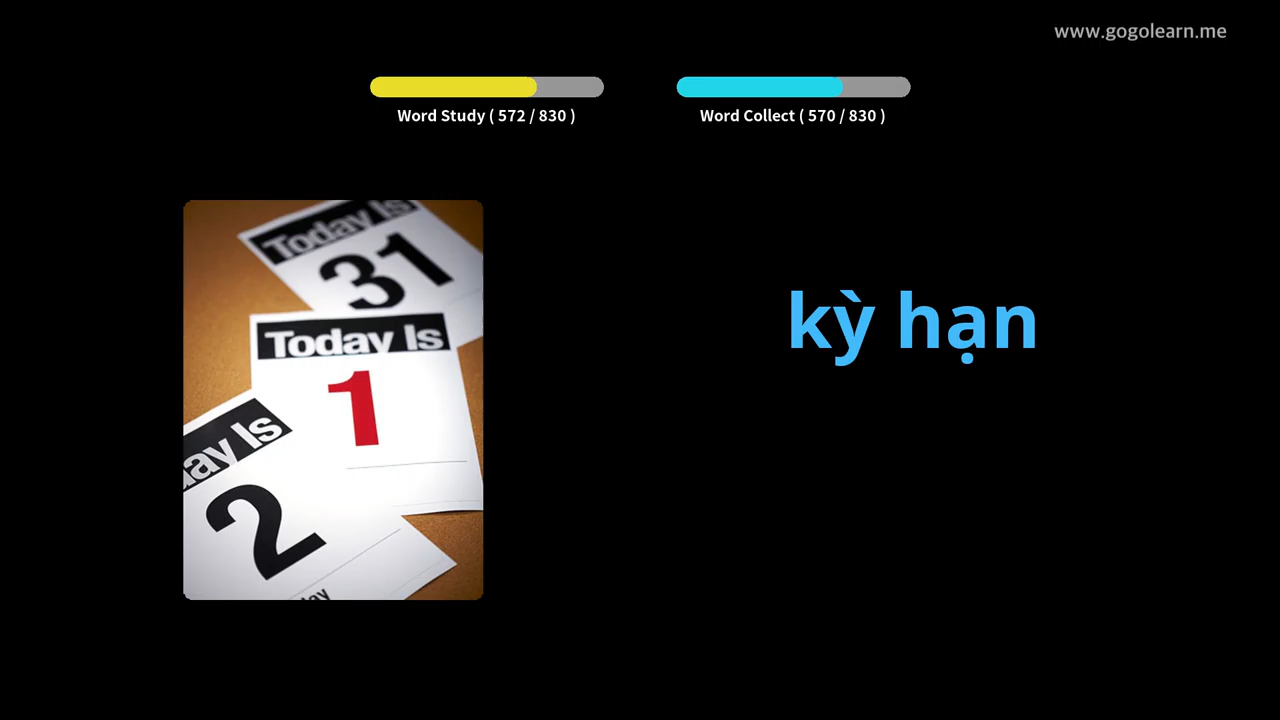 www.gogolearn.me
Word Study ( 572 / 830 )
Word Collect ( 570 / 830 )
Today Is
31
Today Is
1
ay Is
2
kỳ hạn